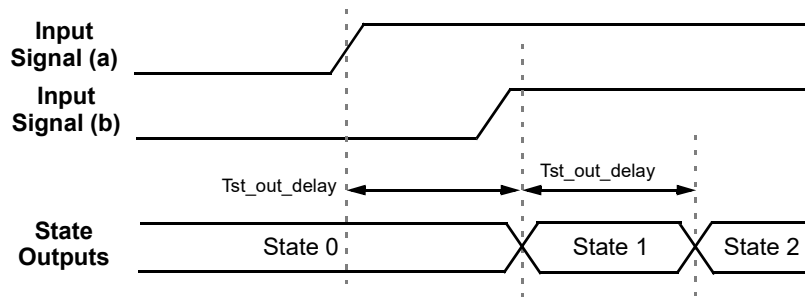 Input
Signal (a)
Input
Signal (b)
Tst_out_delay
Tst_out_delay
State
Outputs
State 0
State 1
State 2